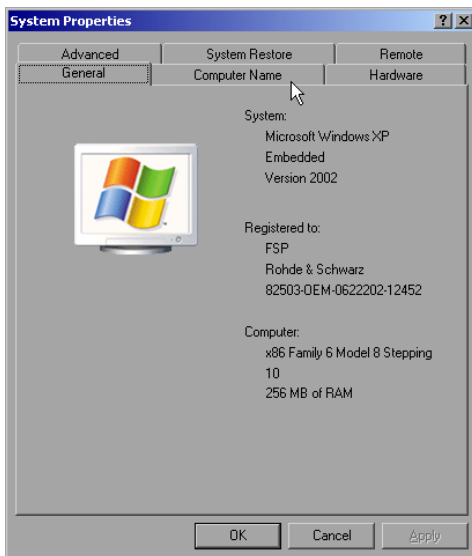 System Properties
Advanced System Restore Remote
General Computer Name Hardware
System:
Microsoft Windows XP
Embedded
Version 2002
Registered to:
FSP
Rohde & Schwarz
82503-OEM-0622202-12452
Computer:
x86 Family 6 Model 8 Stepping
10
256 MB of RAM
OK Cancel Apply